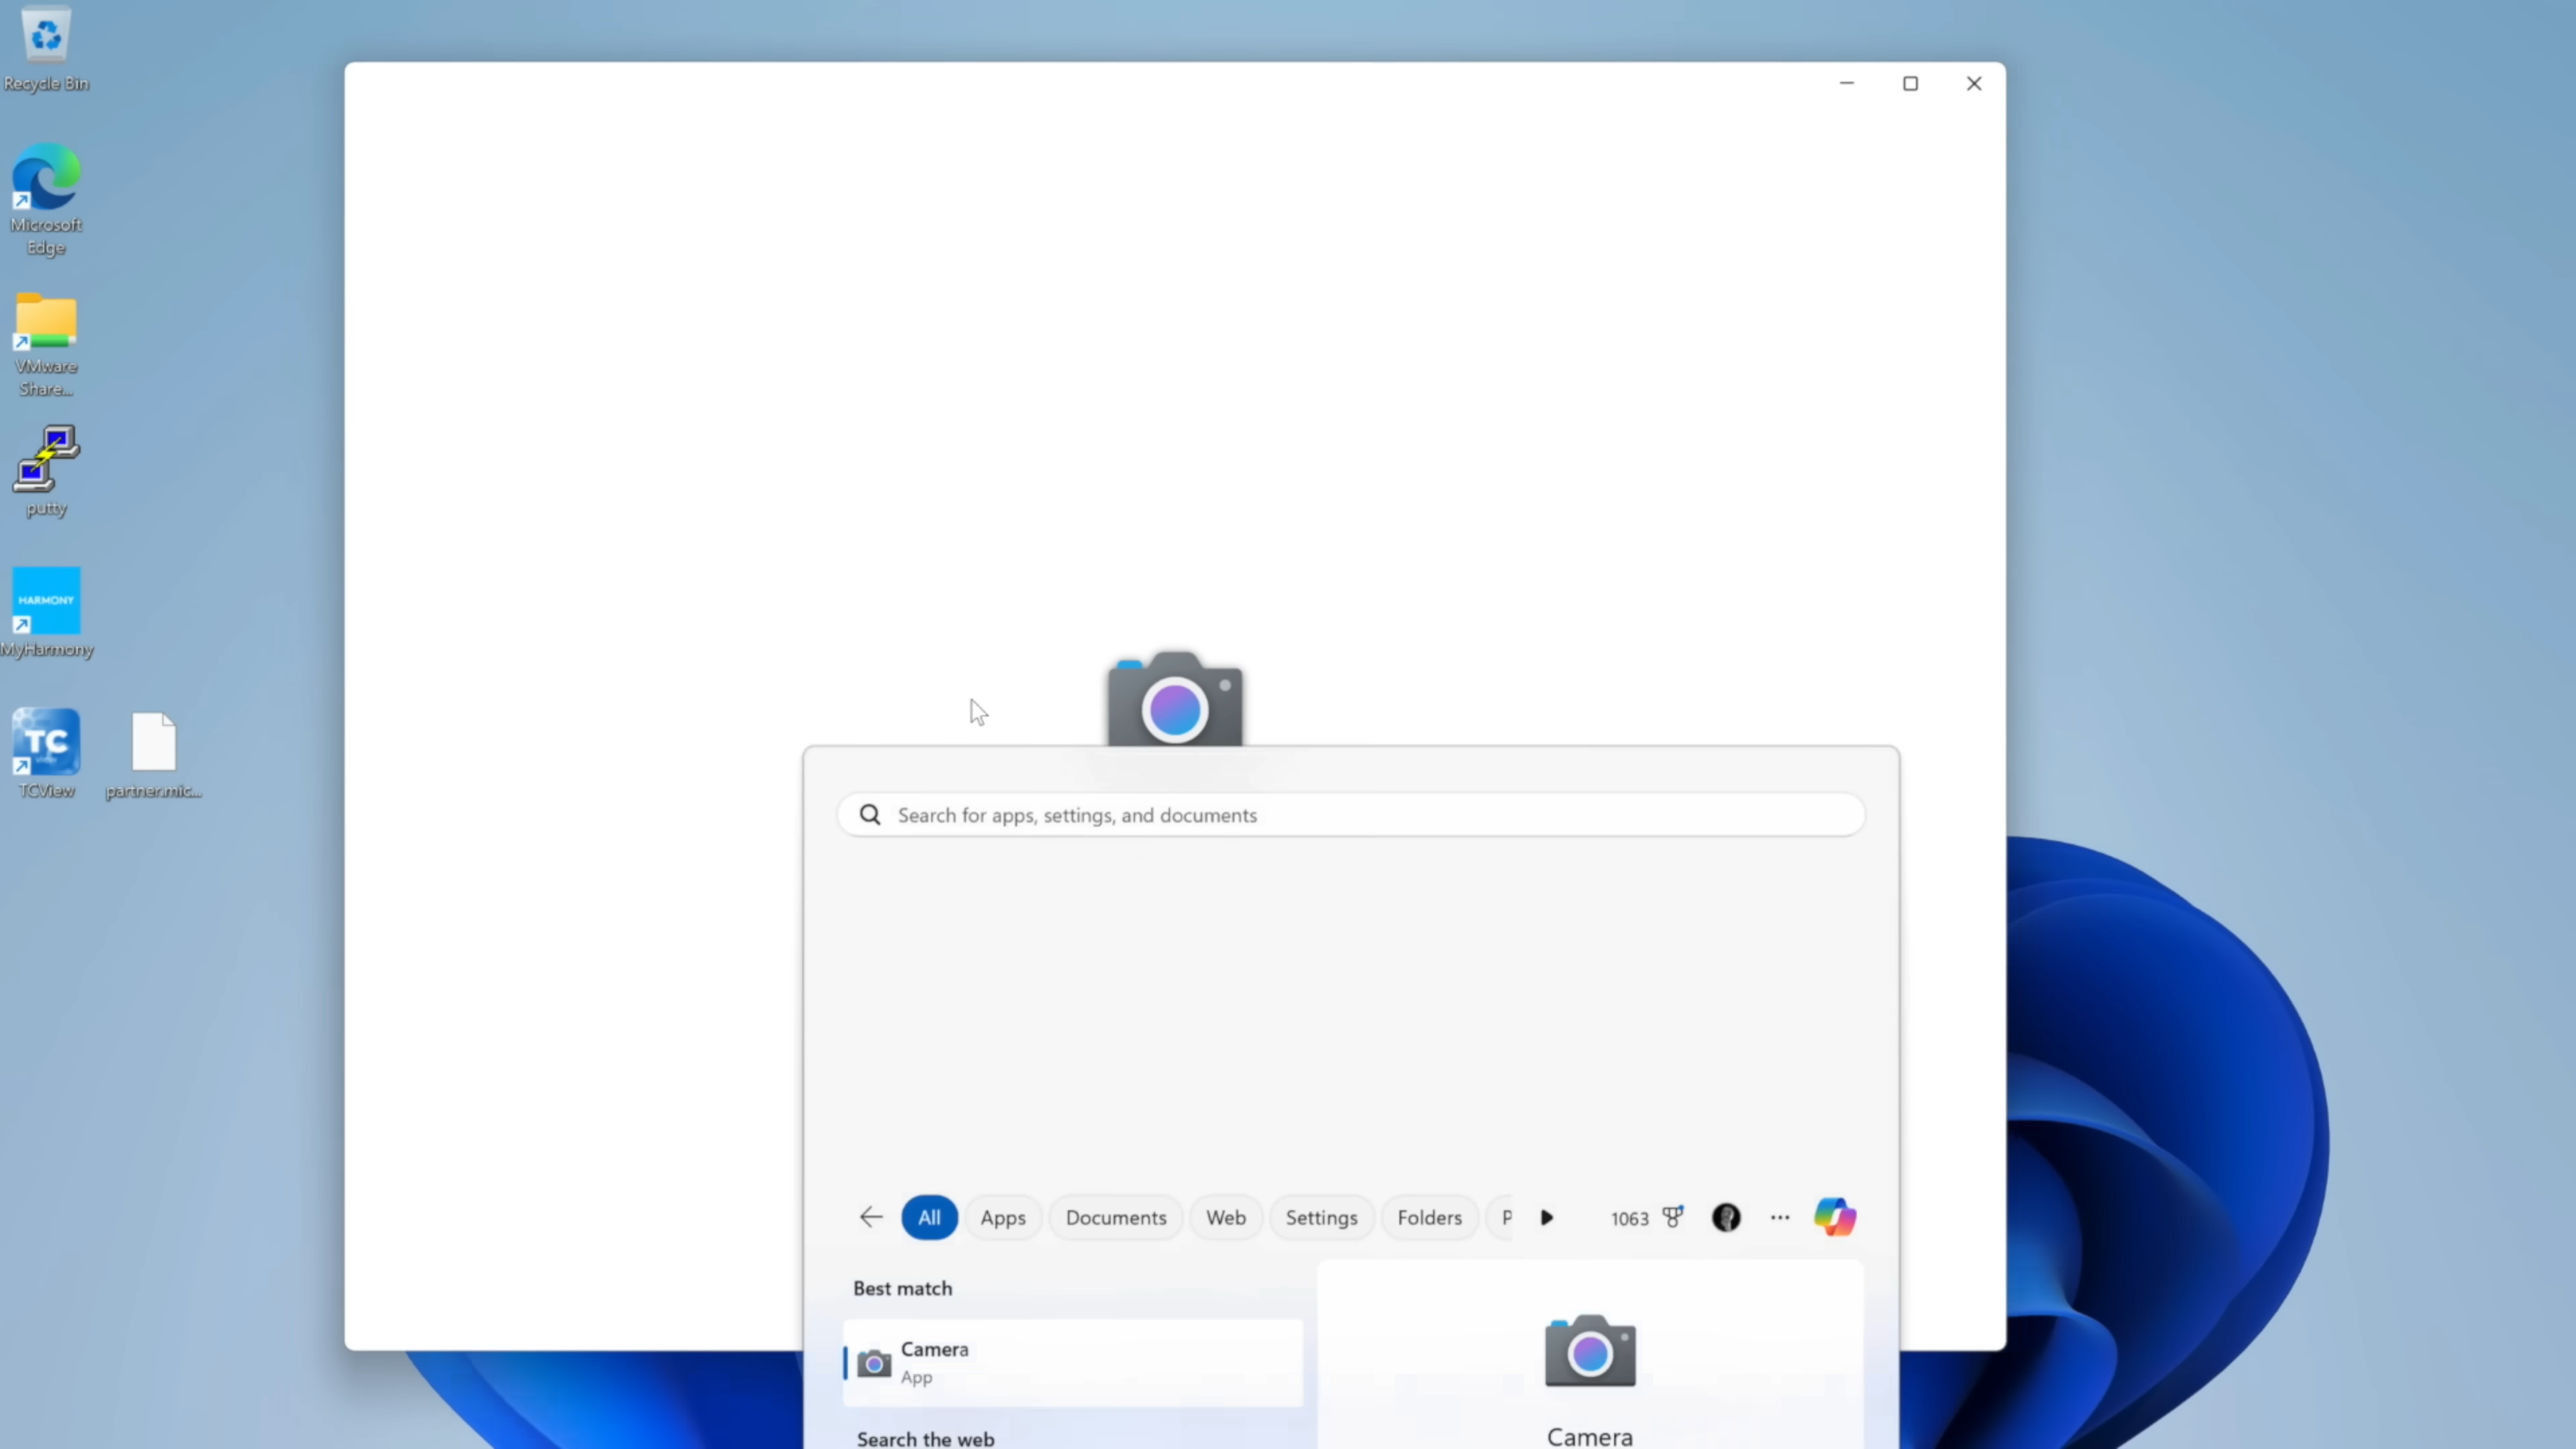 Recycle Bin
Microsoft
Edge
VMware
Share...
putty
HARMONY
MyHarmony
TC
TCView
partner.mic...
Search for apps, settings, and documents
All
Apps
Documents
Web
Settings
Folders
P
1063
Best match
Camera
App
Search the web
Camera